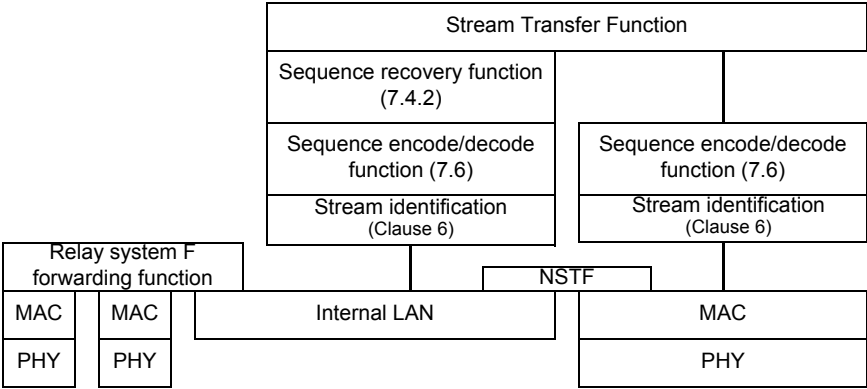 Stream Transfer Function
Sequence recovery function
(7.4.2)
Sequence encode/decode
function (7.6)
Stream identification
(Clause 6)
Sequence encode/decode
function (7.6)
Stream identification
(Clause 6)
Relay system F
forwarding function
NSTF
MAC
MAC
Internal LAN
MAC
PHY
PHY
PHY